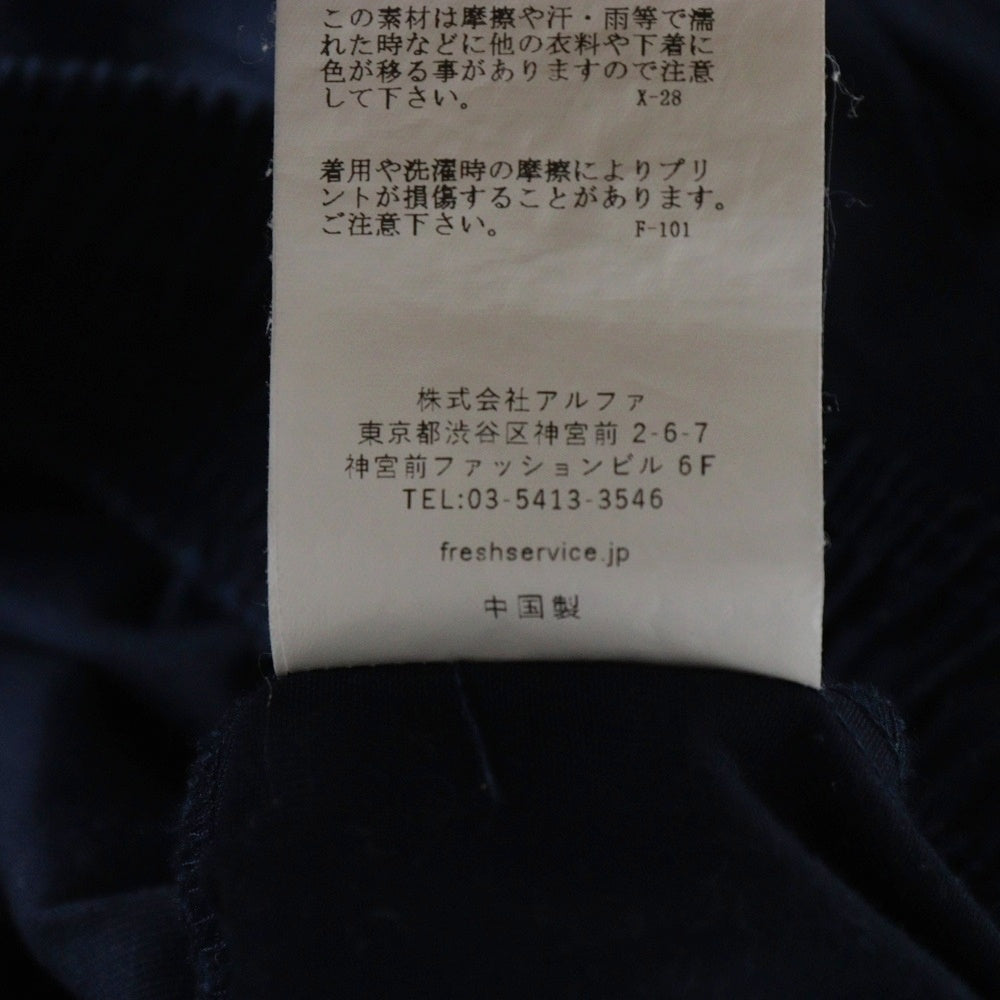 この素材は摩擦や汗・雨等で濡
れた時などに他の衣料や下着に
色が移る事がありますので注意
して下さい。 X-28
着用や洗濯時の摩擦によりプリ
ントが損傷することがあります。
ご注意下さい。 F-101
株式会社アルファ
東京都渋谷区神宮前 2-6-7
神宮前ファッションビル 6F
TEL:03-5413-3546
freshservice.jp
中国製